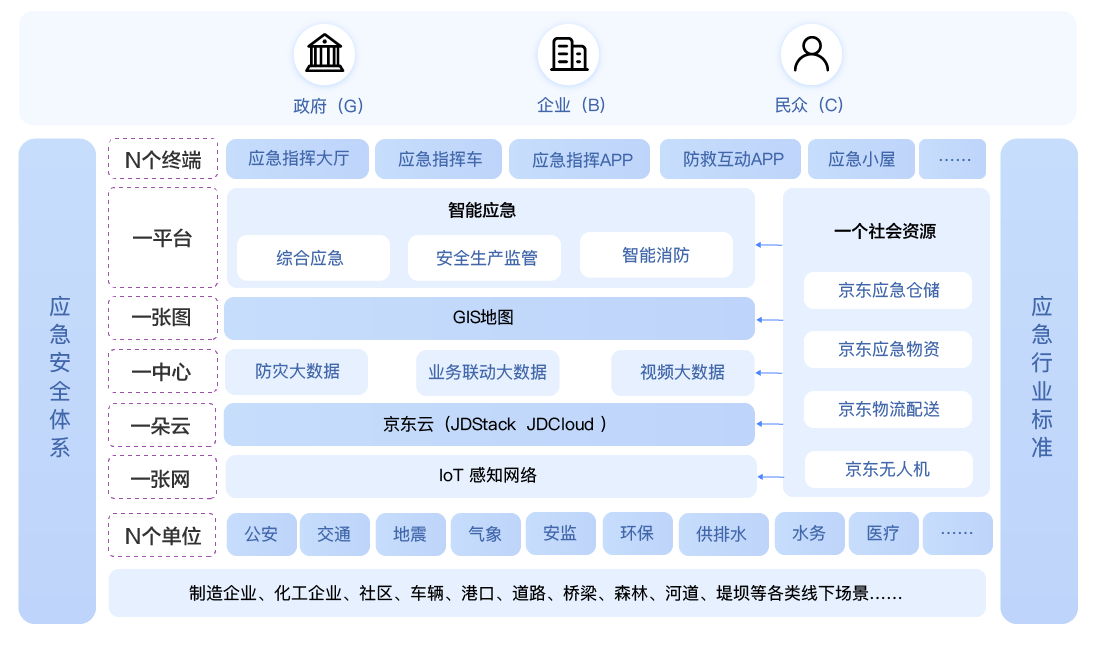 政府（G）
企业（B）
民众（C）
应急安全体系
N个终端
应急指挥大厅
应急指挥车
应急指挥APP
防救互动APP
应急小屋
……
一平台
智能应急
综合应急
安全生产监管
智能消防
一张图
GIS地图
一中心
防灾大数据
业务联动大数据
视频大数据
一朵云
京东云（JDStack JDCloud ）
一张网
IoT 感知网络
一个社会资源
京东应急仓储
京东应急物资
京东物流配送
京东无人机
N个单位
公安
交通
地震
气象
安监
环保
供排水
水务
医疗
……
制造企业、化工企业、社区、车辆、港口、道路、桥梁、森林、河道、堤坝等各类线下场景……
应急行业标准